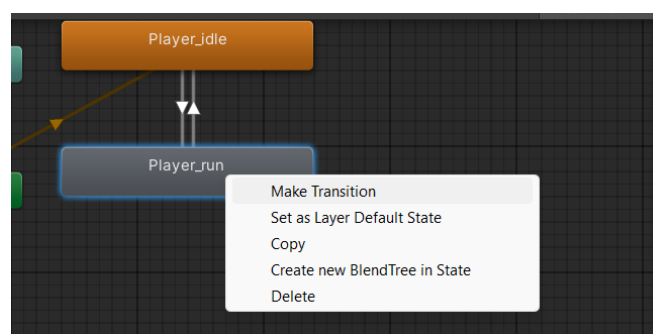 Player_idle
Player_run
Make Transition
Set as Layer Default State
Copy
Create new BlendTree in State
Delete